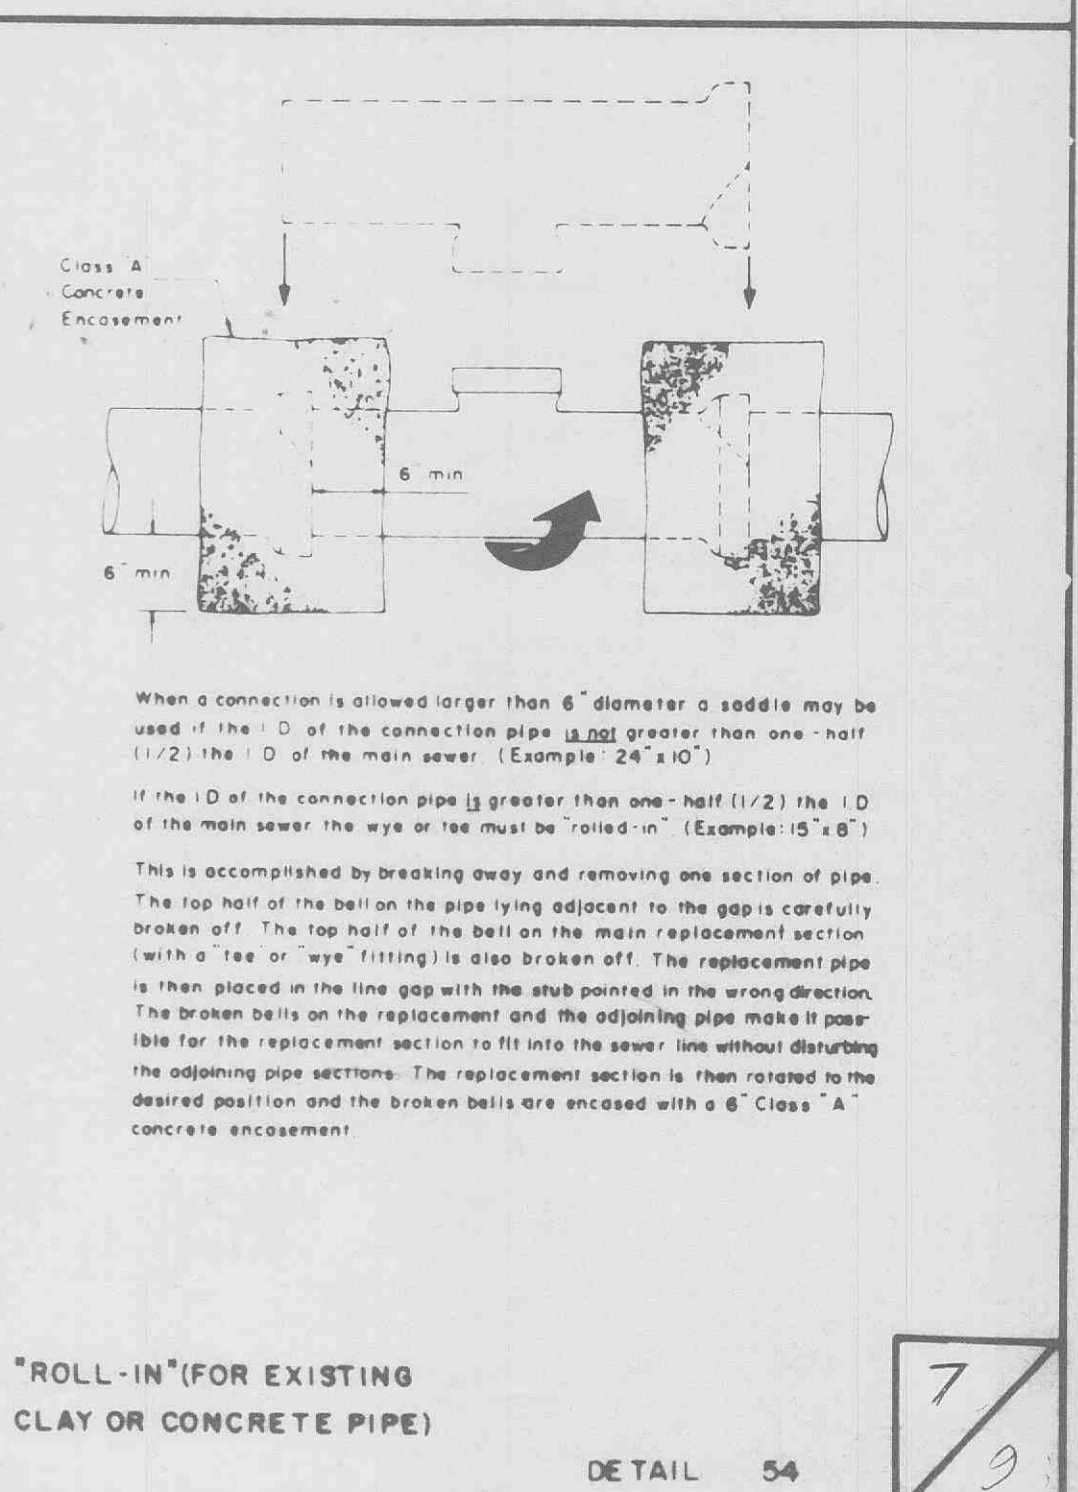 Class "A"
Concrete
Encasement
6" min
6" min
When a connection is allowed larger than 6" diameter a saddle may be
used if the I.D. of the connection pipe is not greater than one-half
(1/2) the I.D. of the main sewer. (Example: 24"x10")
If the I.D. of the connection pipe is greater than one-half (1/2) the I.D.
of the main sewer the wye or tee must be "rolled-in". (Example: 15"x 8")
This is accomplished by breaking away and removing one section of pipe.
The top half of the bell on the pipe lying adjacent to the gap is carefully
broken off. The top half of the bell on the main replacement section
(with a "tee" or "wye" fitting) is also broken off. The replacement pipe
is then placed in the line gap with the stub pointed in the wrong direction.
The broken bells on the replacement and the adjoining pipe make it poss-
ible for the replacement section to fit into the sewer line without disturbing
the adjoining pipe sections. The replacement section is then rotated to the
desired position and the broken bells are encased with a 6" Class "A"
concrete encasement.
"ROLL-IN"(FOR EXISTING
CLAY OR CONCRETE PIPE)
DETAIL 54
7
9